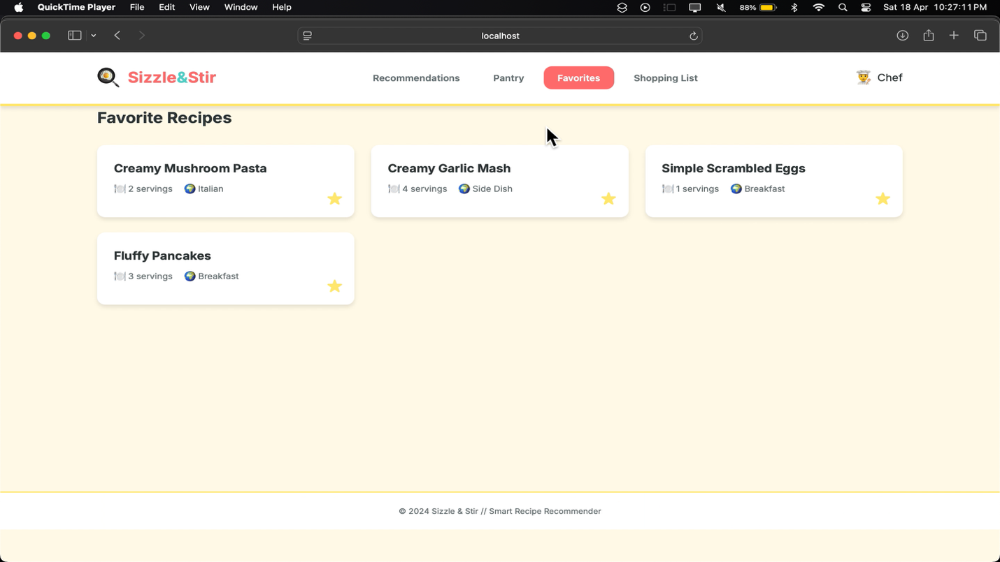 QuickTime Player File Edit View Window Help 88% Sat 18 Apr 10:27:11 PM
localhost
Sizzle&Stir Recommendations Pantry Favorites Shopping List Chef
Favorite Recipes
Creamy Mushroom Pasta
2 servings Italian
Creamy Garlic Mash
4 servings Side Dish
Simple Scrambled Eggs
1 servings Breakfast
Fluffy Pancakes
3 servings Breakfast
© 2024 Sizzle & Stir // Smart Recipe Recommender